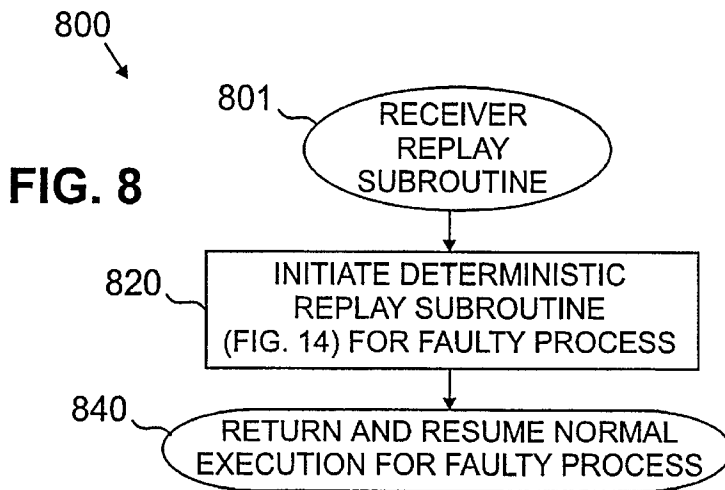 800
801
RECEIVER
REPLAY
SUBROUTINE
FIG. 8
820
INITIATE DETERMINISTIC
REPLAY SUBROUTINE
(FIG. 14) FOR FAULTY PROCESS
840
RETURN AND RESUME NORMAL
EXECUTION FOR FAULTY PROCESS